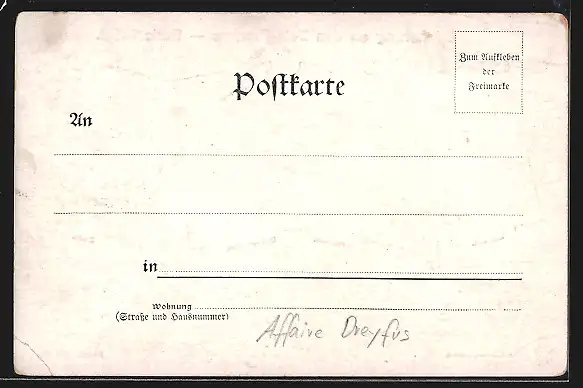 Zum Aufkleben
der
Freimarke
Postkarte
An
in
Wohnung
(Straße und Hausnummer)
Affaire Dreyfus